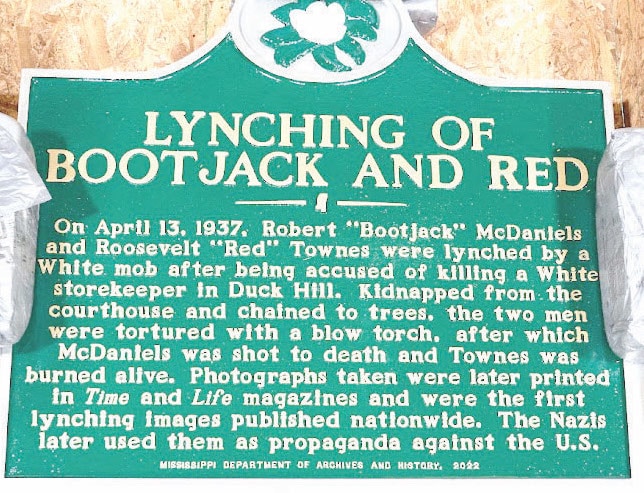 LYNCHING OF
BOOTJACK AND RED
On April 13, 1937, Robert "Bootjack" McDaniels
and Roosevelt "Red" Townes were lynched by a
White mob after being accused of killing a White
storekeeper in Duck Hill. Kidnapped from the
courthouse and chained to trees, the two men
were tortured with a blow torch, after which
McDaniels was shot to death and Townes was
burned alive. Photographs taken were later printed
in Time and Life magazines and were the first
lynching images published nationwide. The Nazis
later used them as propaganda against the U.S.
MISSISSIPPI DEPARTMENT OF ARCHIVES AND HISTORY, 2022